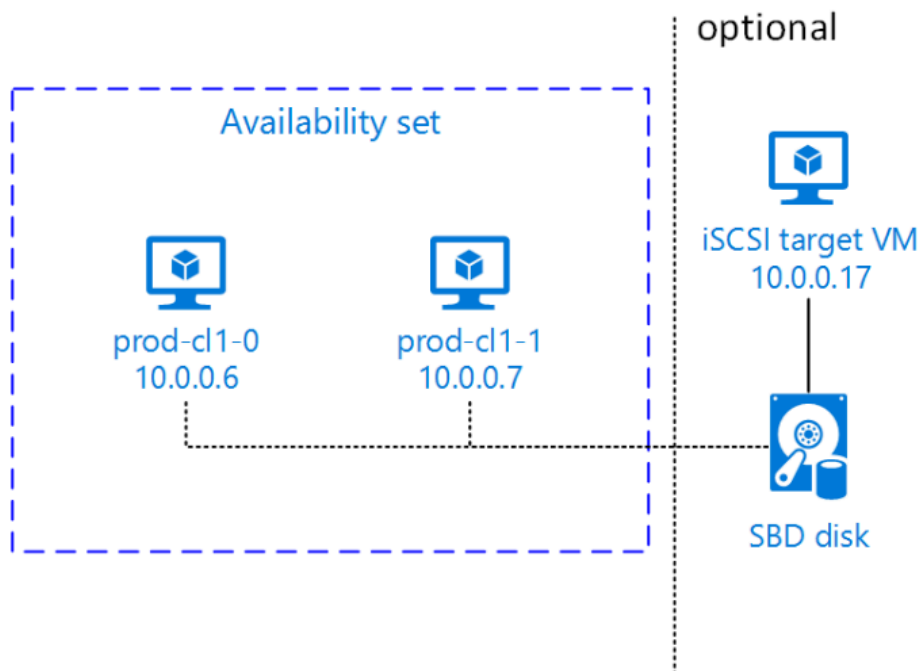 optional
Availability set
iSCSI target VM
10.0.0.17
prod-cl1-0
10.0.0.6
prod-cl1-1
10.0.0.7
SBD disk